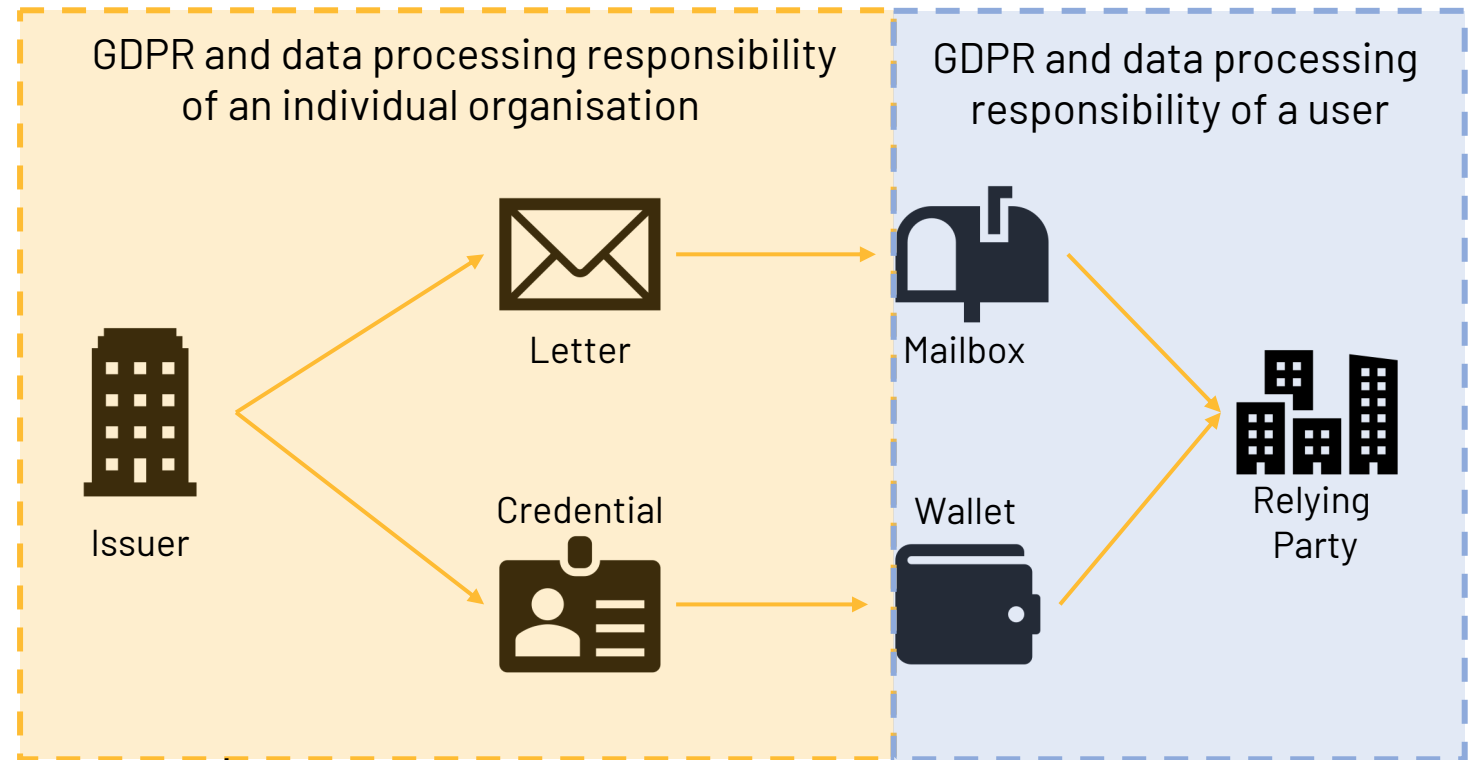 GDPR and data processing responsibility
of an individual organisation
GDPR and data processing
responsibility of a user
Letter
Mailbox
Issuer
Credential
Wallet
Relying
Party